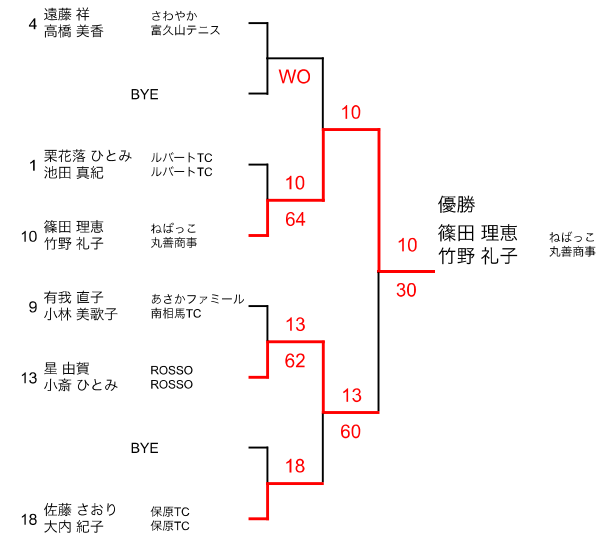 4 遠藤 祥 さわやか
高橋 美香 富久山テニス
WO
BYE
10
1 栗花落 ひとみ ルバートTC
池田 真紀 ルバートTC
10
64
10 篠田 理恵 ねばっこ
竹野 礼子 丸善商事
優勝
篠田 理恵 ねばっこ
竹野 礼子 丸善商事
10
30
9 有我 直子 あさかファミール
小林 美歌子 南相馬TC
13
62
13 星 由賀 ROSSO
小斎 ひとみ ROSSO
13
60
BYE
18
18 佐藤 さおり 保原TC
大内 紀子 保原TC